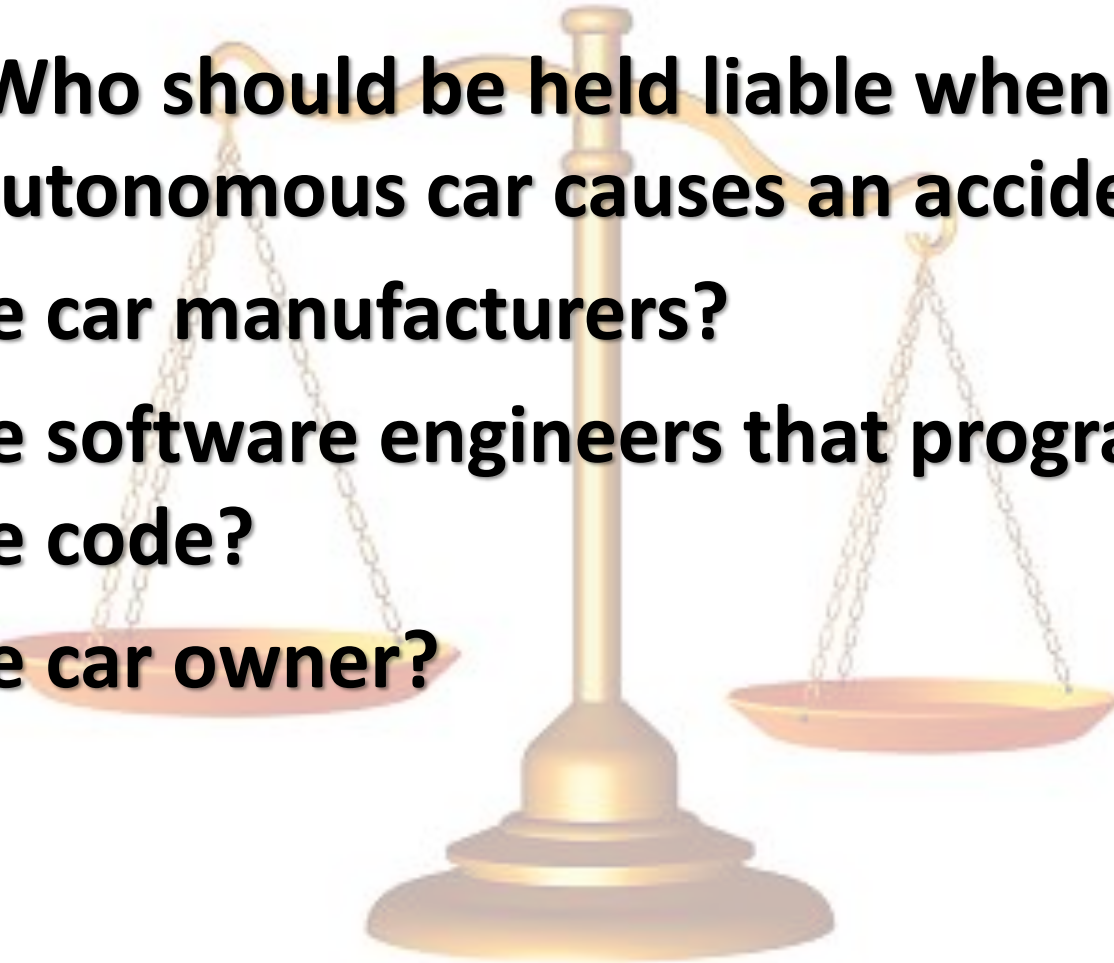 Who should be held liable when
utonomous car causes an accide
e car manufacturers?
e software engineers that progra
e code?
e car owner?